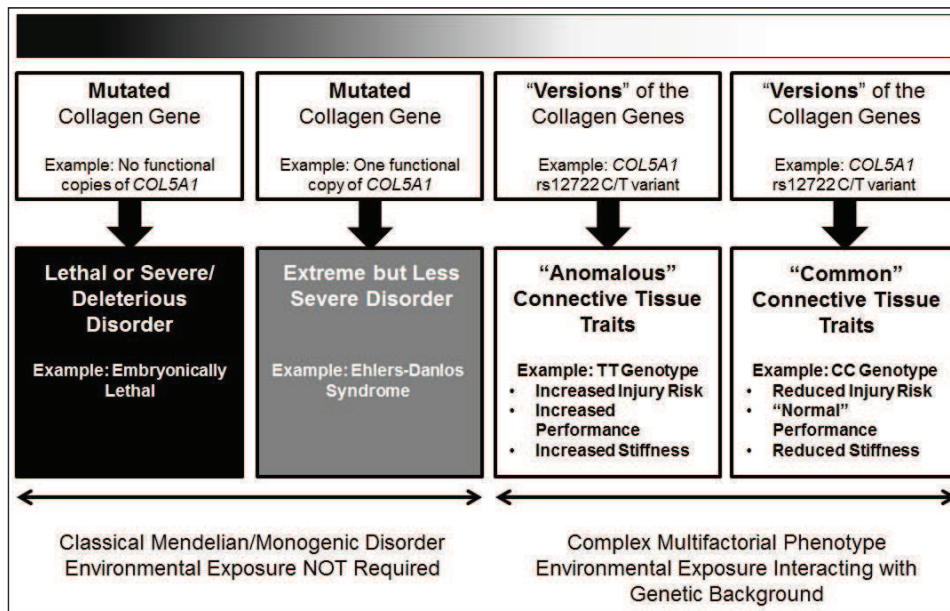 Mutated
Collagen Gene
Example: No functional
copies of COL5A1
Mutated
Collagen Gene
Example: One functional
copy of COL5A1
“Versions” of the
Collagen Genes
Example: COL5A1
rs12722 C/T variant
“Versions” of the
Collagen Genes
Example: COL5A1
rs12722 C/T variant
Lethal or Severe/
Deleterious
Disorder
Example: Embryonically
Lethal
Extreme but Less
Severe Disorder
Example: Ehlers-Danlos
Syndrome
“Anomalous”
Connective Tissue
Traits
Example: TT Genotype
• Increased Injury Risk
• Increased
Performance
• Increased Stiffness
“Common”
Connective Tissue
Traits
Example: CC Genotype
• Reduced Injury Risk
• “Normal”
Performance
• Reduced Stiffness
Classical Mendelian/Monogenic Disorder
Environmental Exposure NOT Required
Complex Multifactorial Phenotype
Environmental Exposure Interacting with
Genetic Background